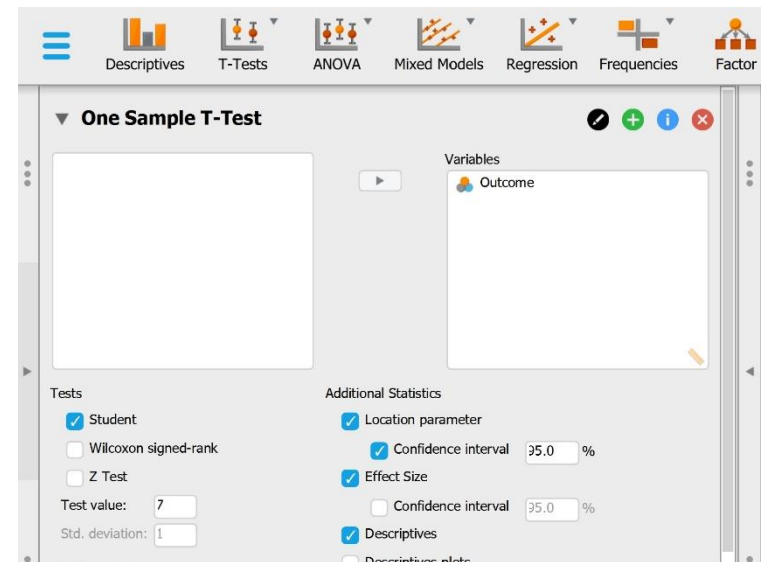 Descriptives T-Tests ANOVA Mixed Models Regression Frequencies Factor
One Sample T-Test
Variables
Outcome
Tests
Student
Wilcoxon signed-rank
Z Test
Test value: 7
Std. deviation: 1
Additional Statistics
Location parameter
Confidence interval 95.0 %
Effect Size
Confidence interval 95.0 %
Descriptives
Descriptives plots